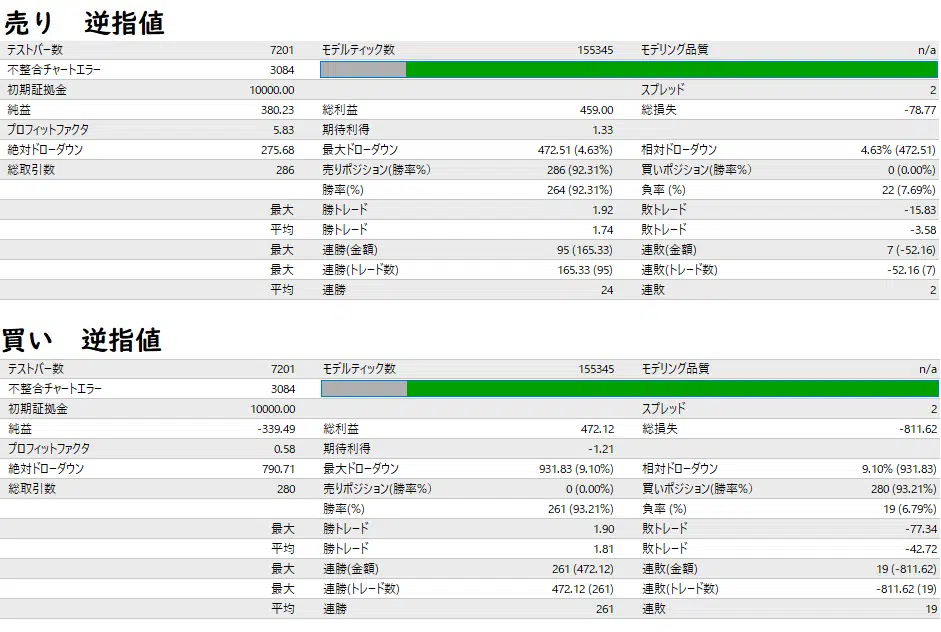 売り　逆指値
テストバー数 7201 モデルティック数 155345 モデリング品質 n/a
不整合チャートエラー 3084
初期証拠金 10000.00 スプレッド 2
純益 380.23 総利益 459.00 総損失 -78.77
プロフィットファクタ 5.83 期待利得 1.33
絶対ドローダウン 275.68 最大ドローダウン 472.51 (4.63%) 相対ドローダウン 4.63% (472.51)
総取引数 286 売りポジション(勝率%) 286 (92.31%) 買いポジション(勝率%) 0 (0.00%)
勝率(%) 264 (92.31%) 負率 (%) 22 (7.69%)
最大 勝トレード 1.92 敗トレード -15.83
平均 勝トレード 1.74 敗トレード -3.58
最大 連勝(金額) 95 (165.33) 連敗(金額) 7 (-52.16)
最大 連勝(トレード数) 165.33 (95) 連敗(トレード数) -52.16 (7)
平均 連勝 24 連敗 2
買い　逆指値
テストバー数 7201 モデルティック数 155345 モデリング品質 n/a
不整合チャートエラー 3084
初期証拠金 10000.00 スプレッド 2
純益 -339.49 総利益 472.12 総損失 -811.62
プロフィットファクタ 0.58 期待利得 -1.21
絶対ドローダウン 790.71 最大ドローダウン 931.83 (9.10%) 相対ドローダウン 9.10% (931.83)
総取引数 280 売りポジション(勝率%) 0 (0.00%) 買いポジション(勝率%) 280 (93.21%)
勝率(%) 261 (93.21%) 負率 (%) 19 (6.79%)
最大 勝トレード 1.90 敗トレード -77.34
平均 勝トレード 1.81 敗トレード -42.72
最大 連勝(金額) 261 (472.12) 連敗(金額) 19 (-811.62)
最大 連勝(トレード数) 472.12 (261) 連敗(トレード数) -811.62 (19)
平均 連勝 261 連敗 19